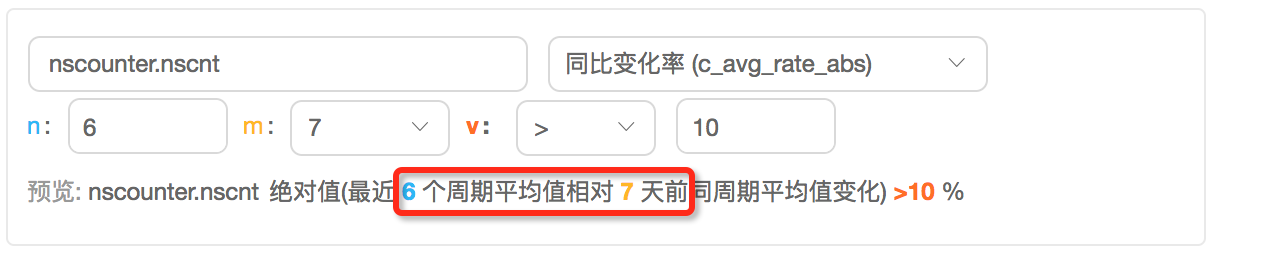 nscounter.nscnt 同比变化率 (c_avg_rate_abs)
n: 6 m: 7 v: > 10
预览: nscounter.nscnt 绝对值(最近 6 个周期平均值相对 7 天前同周期平均值变化) >10 %